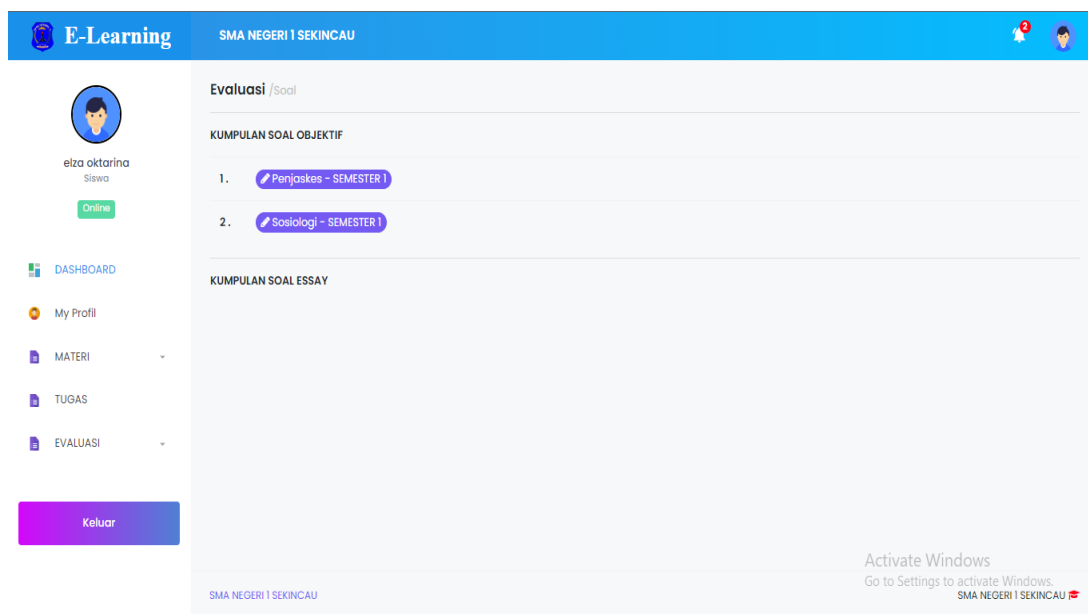 E-Learning
SMA NEGERI 1 SEKINCAU
2
elza oktarina
Siswa
Online
DASHBOARD
My Profil
MATERI
TUGAS
EVALUASI
Keluar
Evaluasi /Soal
KUMPULAN SOAL OBJEKTIF
1. Penjaskes - SEMESTER 1
2. Sosiologi - SEMESTER 1
KUMPULAN SOAL ESSAY
Activate Windows
Go to Settings to activate Windows.
SMA NEGERI 1 SEKINCAU
SMA NEGERI 1 SEKINCAU